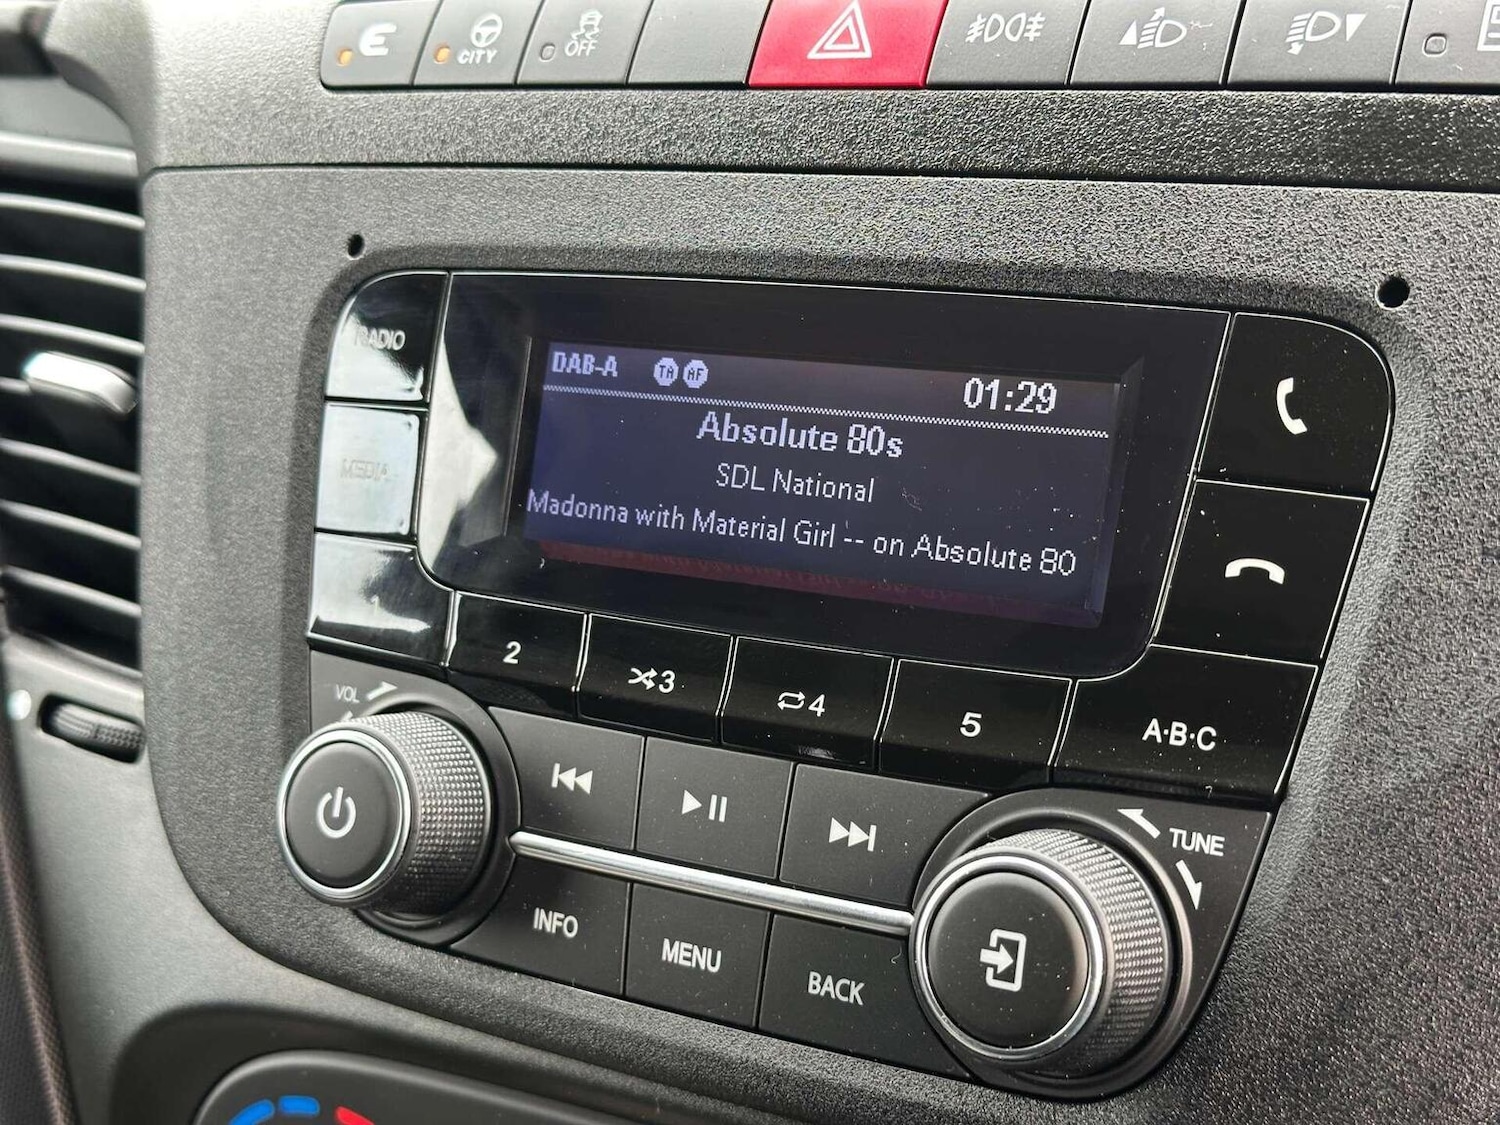 CITY
OFF
RADIO
DAB-A TA AF 01:29
Absolute 80s
SDL National
Madonna with Material Girl -- on Absolute 80
MEDIA
1
2
3
4
5
A·B·C
VOL
TUNE
INFO
MENU
BACK